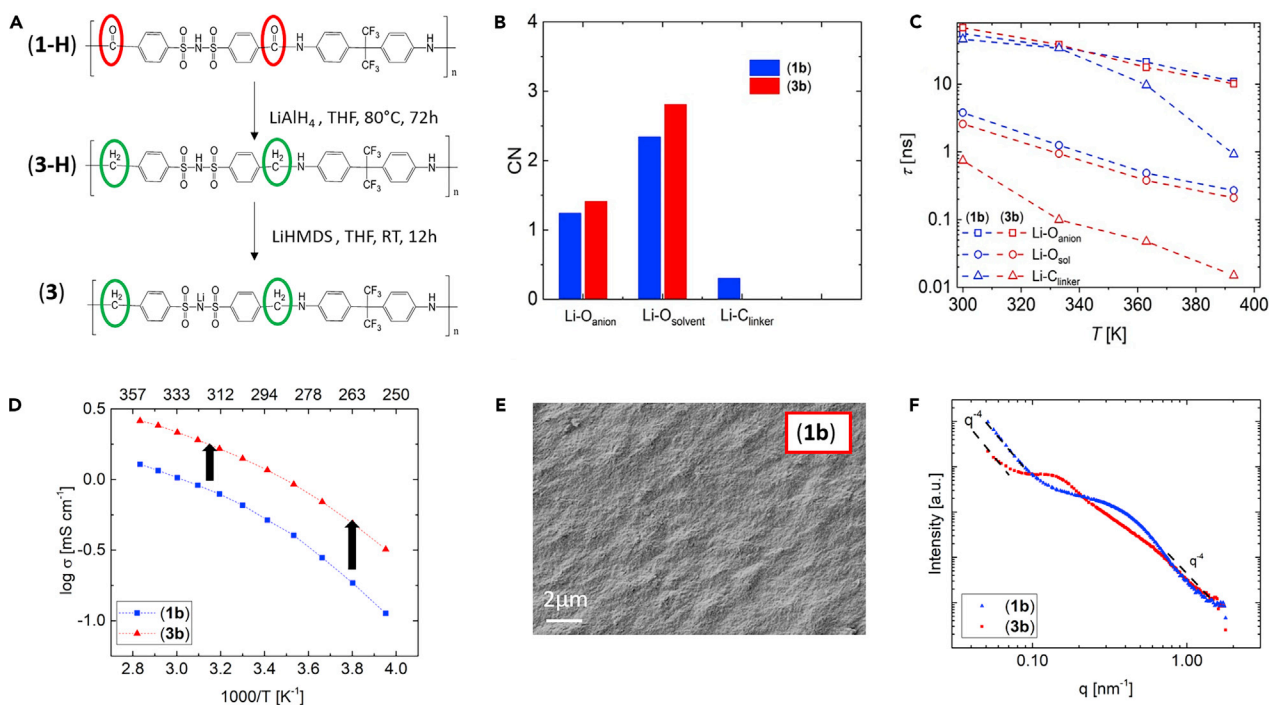 A
(1-H)
O
C
O
S
O
N
H
O
S
O
O
C
H
N
CF3
CF3
H
N
n
LiAlH4 , THF, 80°C, 72h
(3-H)
H2
C
O
S
O
H
N
O
S
O
H2
C
H
N
CF3
CF3
H
N
n
LiHMDS , THF, RT, 12h
(3)
H2
C
O
S
O
Li
N
O
S
O
H2
C
H
N
CF3
CF3
H
N
n
B
CN
4
3
2
1
0
(1b)
(3b)
Li-Oanion
Li-Osolvent
Li-Clinker
C
τ [ns]
10
1
0.1
0.01
(1b) (3b)
Li-Oanion
Li-Osol
Li-Clinker
300 320 340 360 380 400
T [K]
D
357 333 312 294 278 263 250
log σ [mS cm-1]
0.5
0.0
-0.5
-1.0
(1b)
(3b)
2.8 3.0 3.2 3.4 3.6 3.8 4.0
1000/T [K-1]
E
(1b)
2μm
F
q-4
q-4
Intensity [a.u.]
(1b)
(3b)
0.10 1.00
q [nm-1]